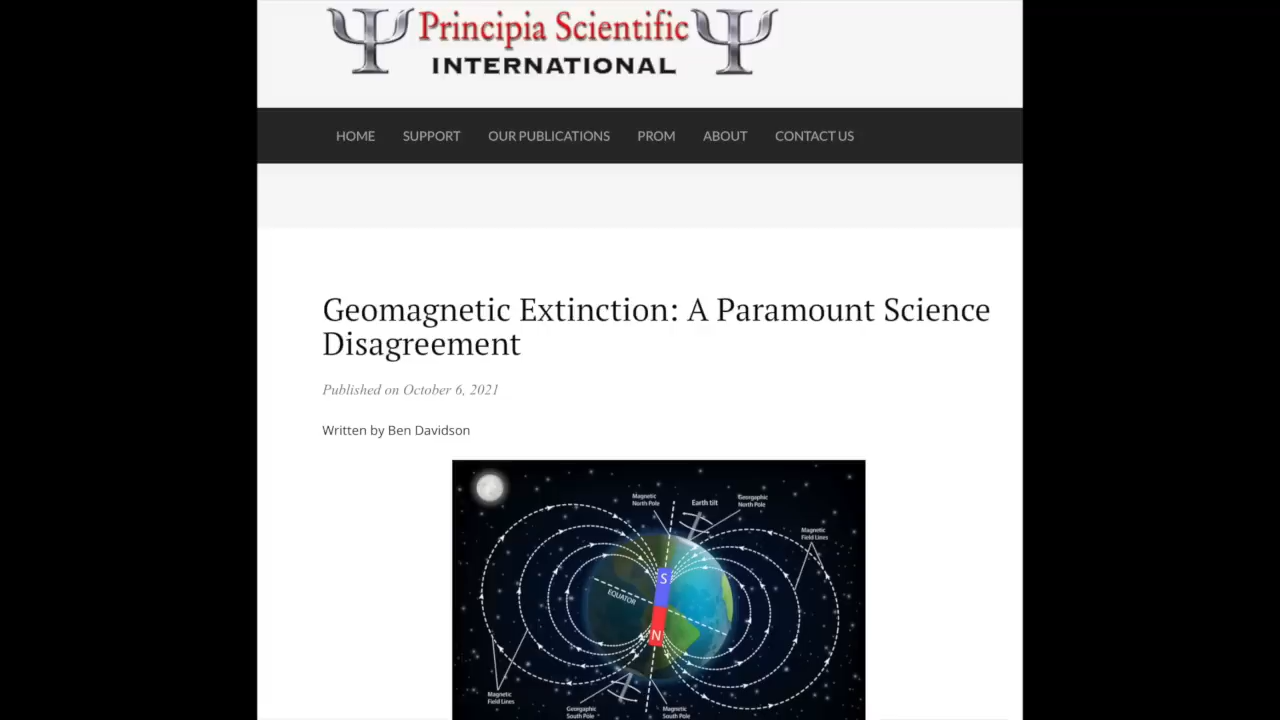 Principia Scientific
INTERNATIONAL
HOME SUPPORT OUR PUBLICATIONS PROM ABOUT CONTACT US
Geomagnetic Extinction: A Paramount Science
Disagreement
Published on October 6, 2021
Written by Ben Davidson
Magnetic
North Pole
Earth tilt
Georgaphic
North Pole
Magnetic
Field Lines
S
EQUATOR
N
Magnetic
Field Lines
Georgaphic
South Pole
Magnetic
South Pole